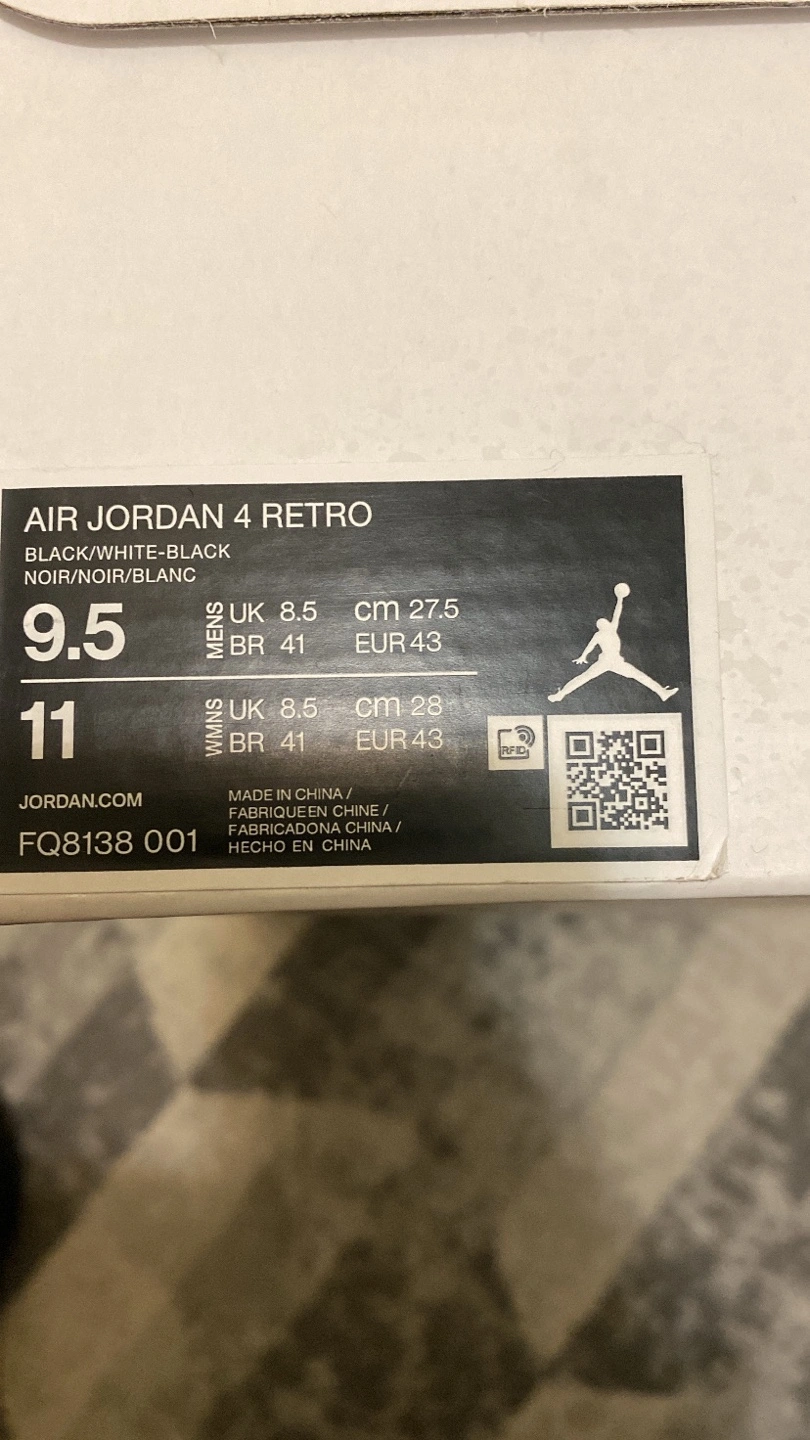 AIR JORDAN 4 RETRO
BLACK/WHITE-BLACK
NOIR/NOIR/BLANC
9.5 MENS UK 8.5 cm 27.5
BR 41 EUR 43
11 WMNS UK 8.5 cm 28
BR 41 EUR 43
RFID
JORDAN.COM
FQ8138 001
MADE IN CHINA /
FABRIQUEEN CHINE /
FABRICADONA CHINA /
HECHO EN CHINA